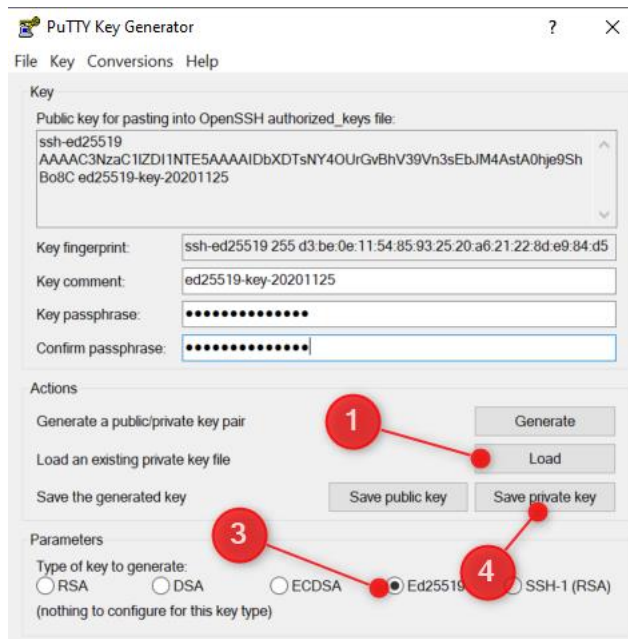 PuTTY Key Generator ? X
File Key Conversions Help
Key
Public key for pasting into OpenSSH authorized_keys file:
ssh-ed25519
AAAAC3NzaC1lZDI1NTE5AAAAIDbXDTsNY4OUrGvBhV39Vn3sEbJM4AstA0hje9Sh
Bo8C ed25519-key-20201125
Key fingerprint: ssh-ed25519 255 d3:be:0e:11:54:85:93:25:20:a6:21:22:8d:e9:84:d5
Key comment: ed25519-key-20201125
Key passphrase: ●●●●●●●●●●●●●●
Confirm passphrase: ●●●●●●●●●●●●●●
Actions
Generate a public/private key pair 1 Generate
Load an existing private key file Load
Save the generated key Save public key Save private key
Parameters 3
Type of key to generate: 4
RSA DSA ECDSA Ed25519 SSH-1 (RSA)
(nothing to configure for this key type)